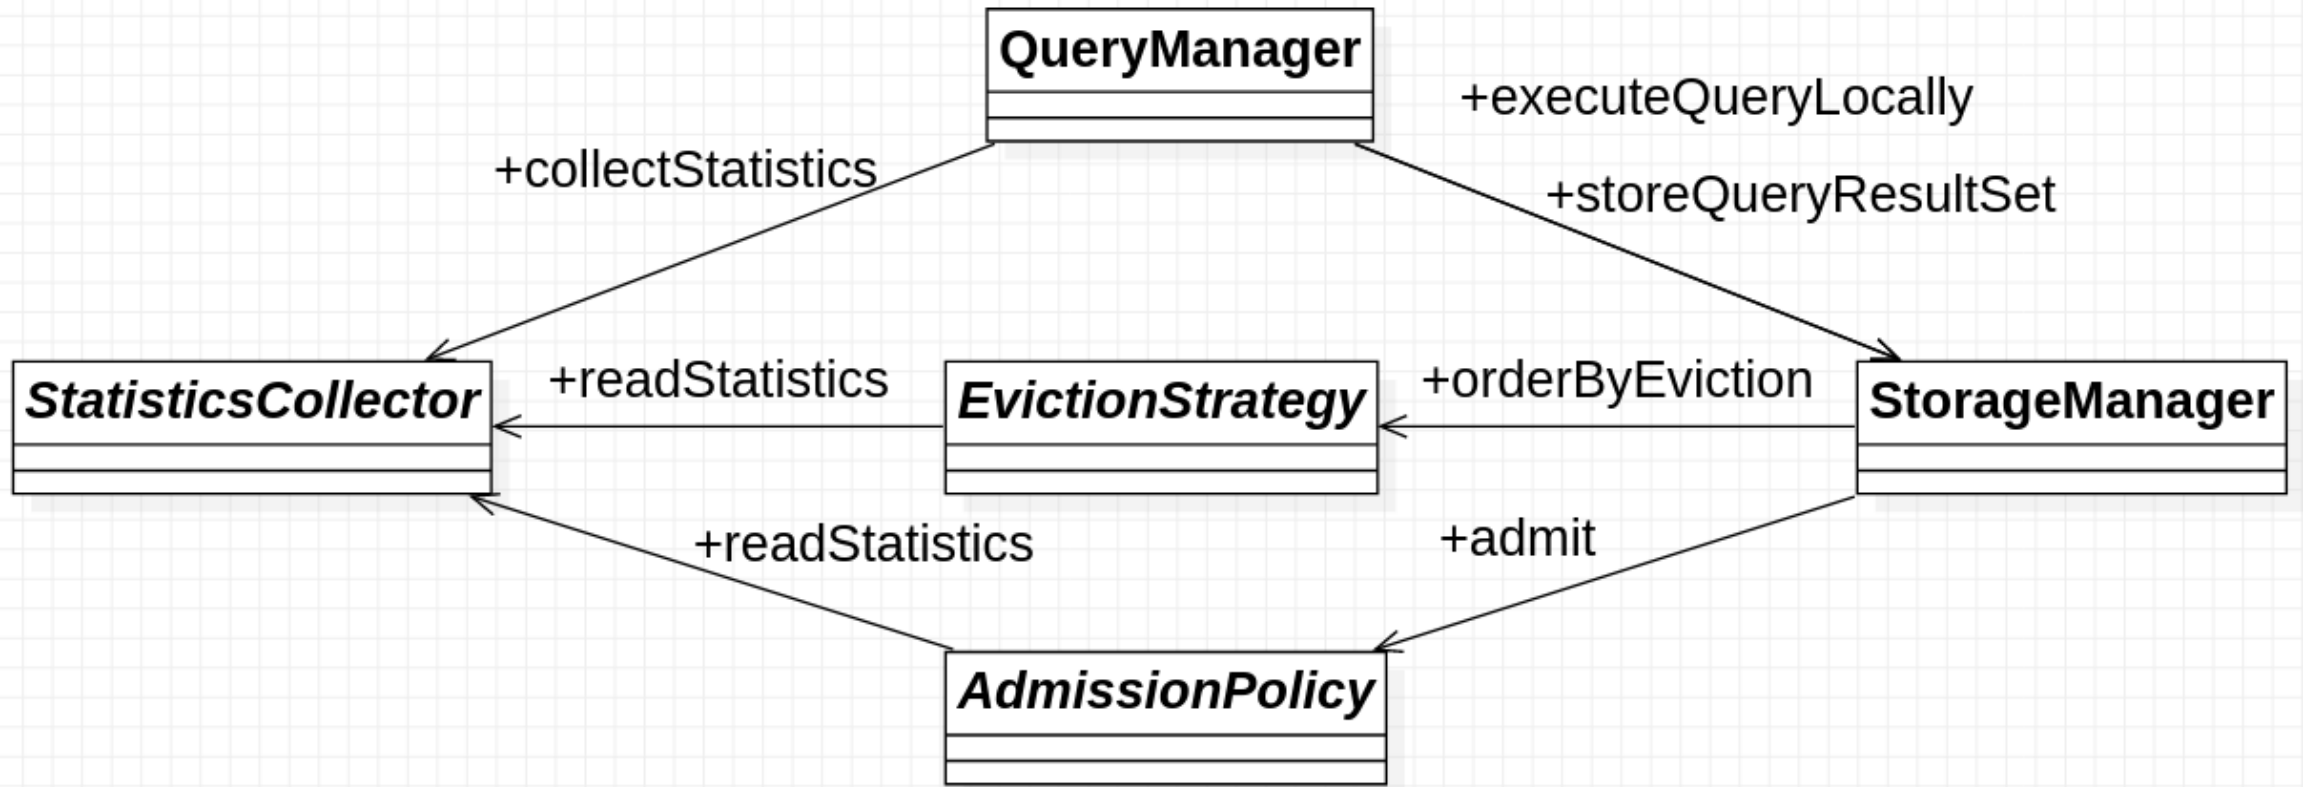 QueryManager
+executeQueryLocally
+collectStatistics
+storeQueryResultSet
StatisticsCollector
+readStatistics
EvictionStrategy
+orderByEviction
StorageManager
+readStatistics
+admit
AdmissionPolicy